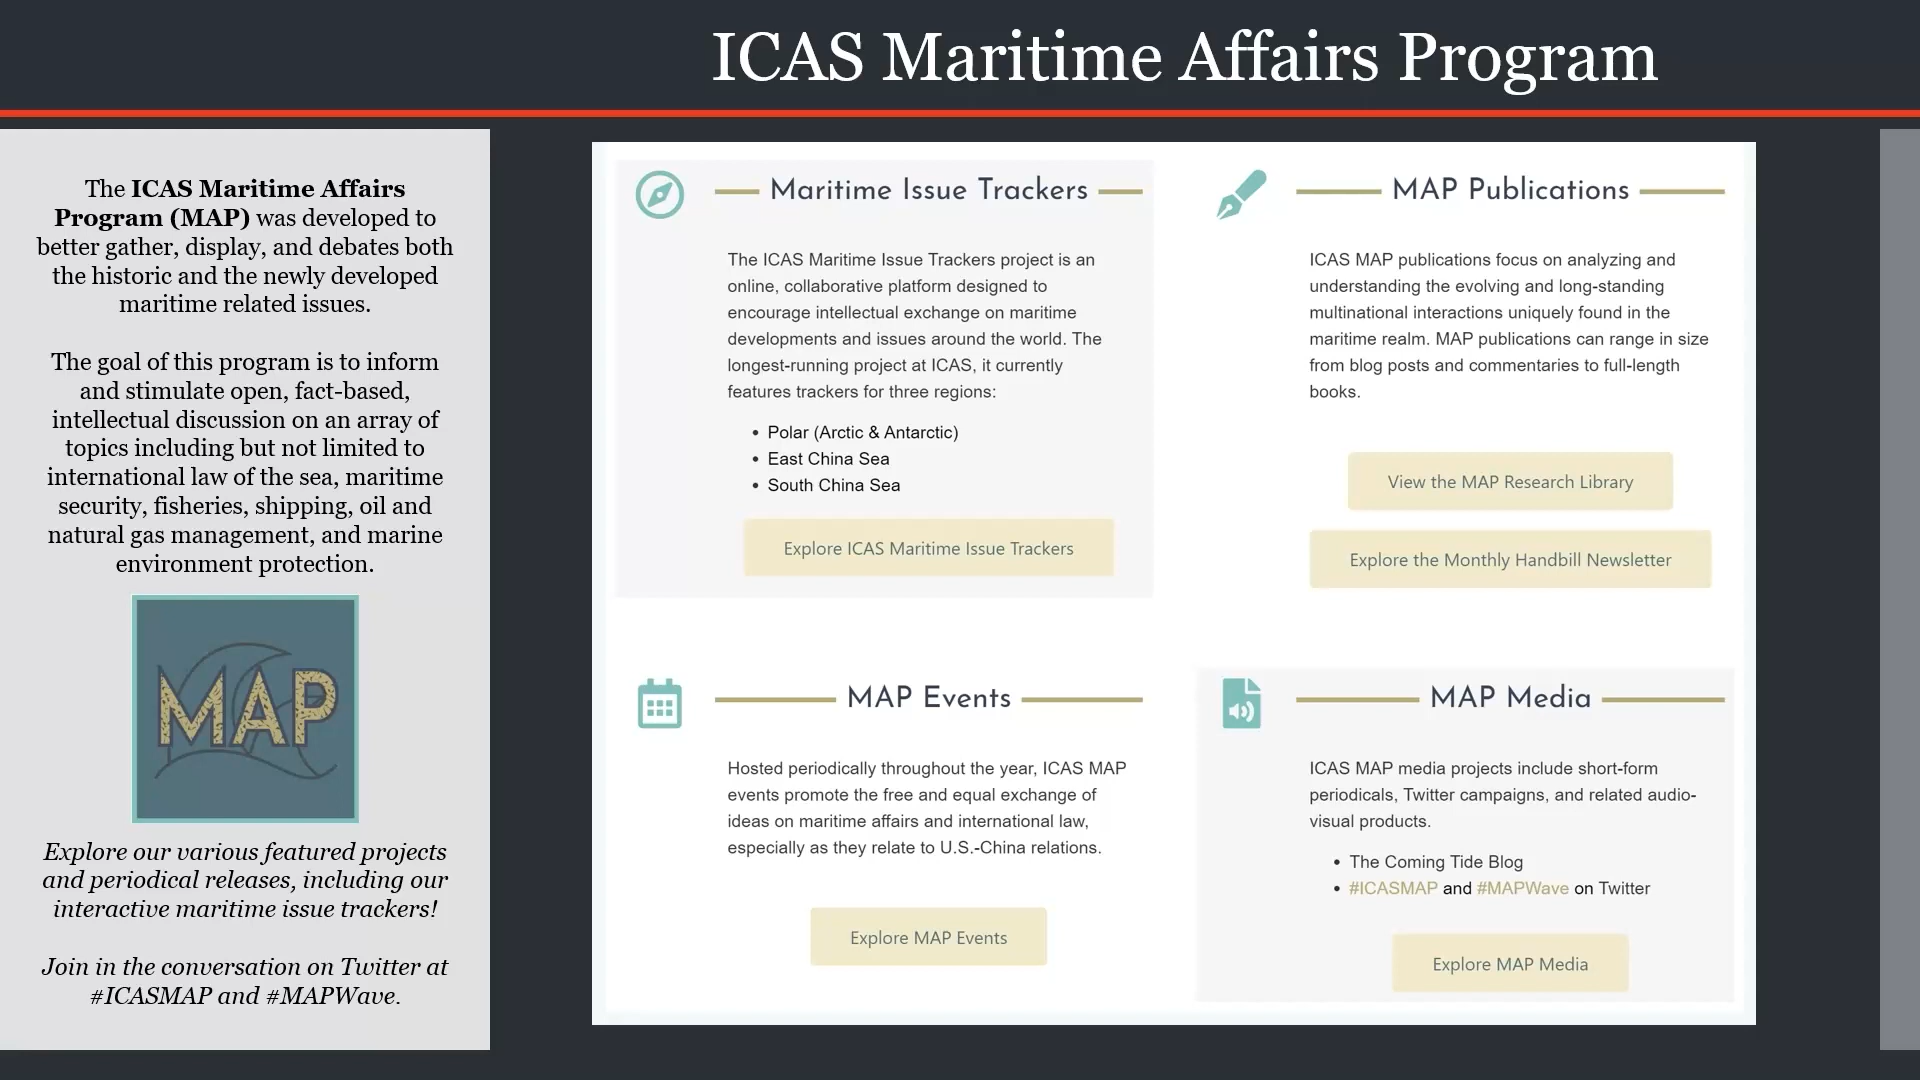 ICAS Maritime Affairs Program
The ICAS Maritime Affairs
Program (MAP) was developed to
better gather, display, and debates both
the historic and the newly developed
maritime related issues.
The goal of this program is to inform
and stimulate open, fact-based,
intellectual discussion on an array of
topics including but not limited to
international law of the sea, maritime
security, fisheries, shipping, oil and
natural gas management, and marine
environment protection.
MAP
Explore our various featured projects
and periodical releases, including our
interactive maritime issue trackers!
Join in the conversation on Twitter at
#ICASMAP and #MAPWave.
Maritime Issue Trackers
The ICAS Maritime Issue Trackers project is an
online, collaborative platform designed to
encourage intellectual exchange on maritime
developments and issues around the world. The
longest-running project at ICAS, it currently
features trackers for three regions:
• Polar (Arctic & Antarctic)
• East China Sea
• South China Sea
Explore ICAS Maritime Issue Trackers
MAP Publications
ICAS MAP publications focus on analyzing and
understanding the evolving and long-standing
multinational interactions uniquely found in the
maritime realm. MAP publications can range in size
from blog posts and commentaries to full-length
books.
View the MAP Research Library
Explore the Monthly Handbill Newsletter
MAP Events
Hosted periodically throughout the year, ICAS MAP
events promote the free and equal exchange of
ideas on maritime affairs and international law,
especially as they relate to U.S.-China relations.
Explore MAP Events
MAP Media
ICAS MAP media projects include short-form
periodicals, Twitter campaigns, and related audio-
visual products.
• The Coming Tide Blog
• #ICASMAP and #MAPWave on Twitter
Explore MAP Media